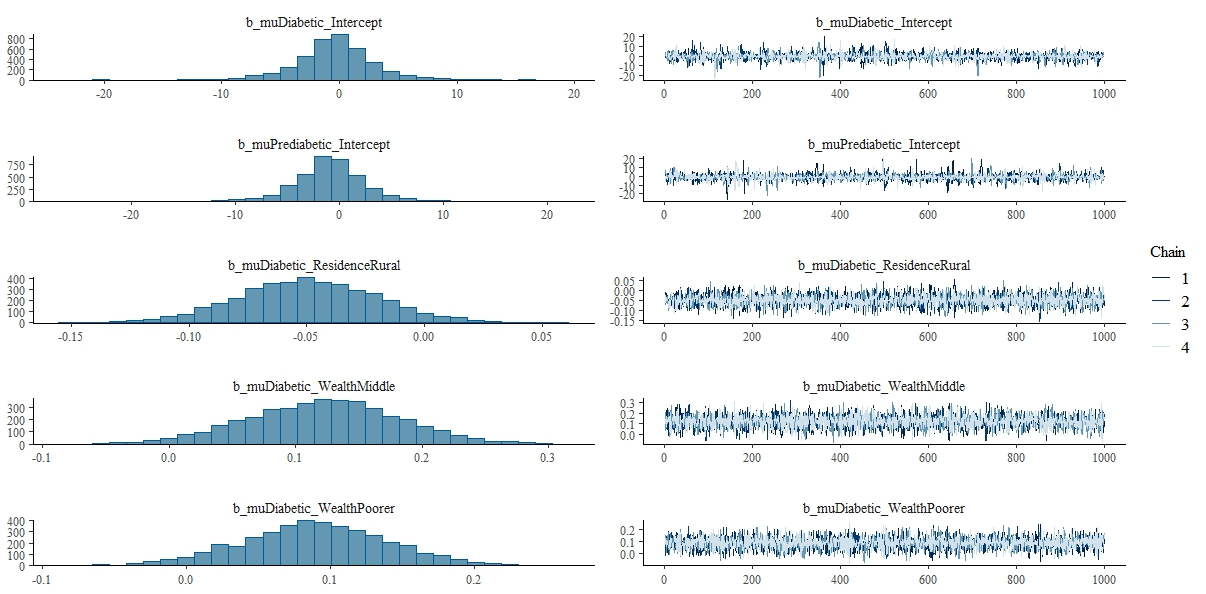 b_muDiabetic_Intercept
800
600
400
200
0
-20 -10 0 10 20
b_muDiabetic_Intercept
20
10
0
-10
-20
0 200 400 600 800 1000
b_muPrediabetic_Intercept
750
500
250
0
-20 -10 0 10 20
b_muPrediabetic_Intercept
20
10
0
-10
-20
0 200 400 600 800 1000
b_muDiabetic_ResidenceRural
400
300
200
100
0
-0.15 -0.10 -0.05 0.00 0.05
b_muDiabetic_ResidenceRural
0.05
0.00
-0.05
-0.10
-0.15
0 200 400 600 800 1000
Chain
1
2
3
4
b_muDiabetic_WealthMiddle
300
200
100
0
-0.1 0.0 0.1 0.2 0.3
b_muDiabetic_WealthMiddle
0.3
0.2
0.1
0.0
0 200 400 600 800 1000
b_muDiabetic_WealthPoorer
400
300
200
100
0
-0.1 0.0 0.1 0.2
b_muDiabetic_WealthPoorer
0.2
0.1
0.0
0 200 400 600 800 1000